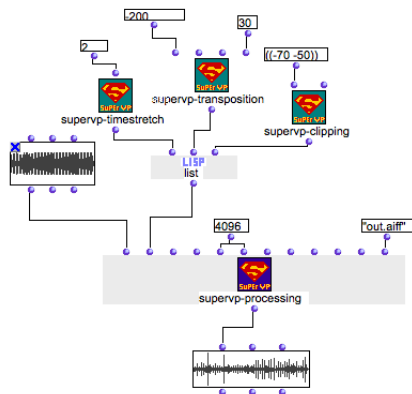 -200
30
2
((-70 -50))
SuPEr VP
supervp-transposition
SuPEr VP
supervp-timestretch
SuPEr VP
supervp-clipping
LISP
list
4096
"out.aiff"
SuPEr VP
supervp-processing